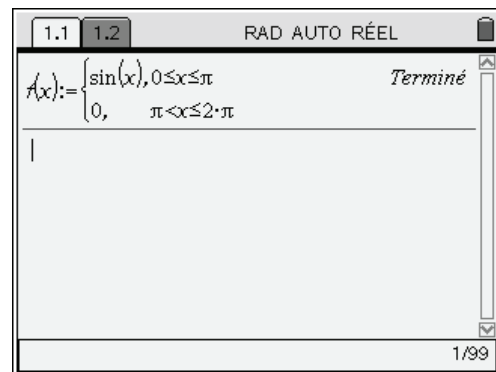 1.1 1.2 RAD AUTO RÉEL
f(x):={sin(x), 0≤x≤π Terminé
0, π<x≤2·π
1/99